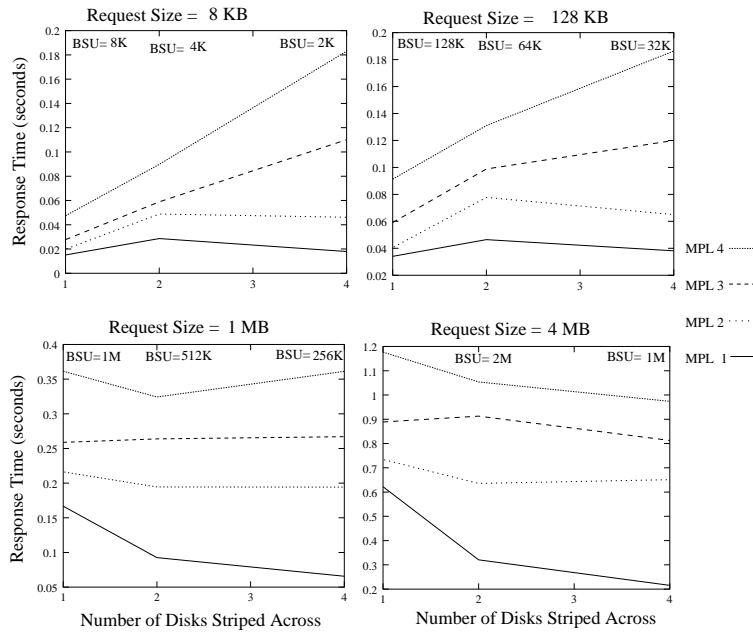 Request Size = 8 KB
BSU= 8K BSU= 4K BSU= 2K
0.2
0.18
0.16
0.14
0.12
0.1
0.08
0.06
0.04
0.02
0
1 2 3 4
Response Time (seconds)
Request Size = 128 KB
BSU= 128K BSU= 64K BSU= 32K
0.2
0.18
0.16
0.14
0.12
0.1
0.08
0.06
0.04
0.02
1 2 3 4
MPL 4
MPL 3
MPL 2
MPL 1
Request Size = 1 MB
BSU=1M BSU=512K BSU= 256K
0.4
0.35
0.3
0.25
0.2
0.15
0.1
0.05
1 2 3 4
Response Time (seconds)
Number of Disks Striped Across
Request Size = 4 MB
BSU= 2M BSU= 1M
1.2
1.1
1
0.9
0.8
0.7
0.6
0.5
0.4
0.3
0.2
1 2 3 4
Number of Disks Striped Across